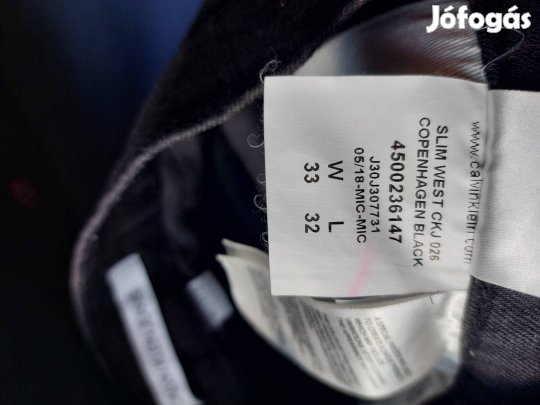 Jófogás
www.calvinklein.com
SLIM WEST CKJ 026
COPENHAGEN BLACK
4500236147
J30J307731
05/18-MIC-MIC
W L
33 32